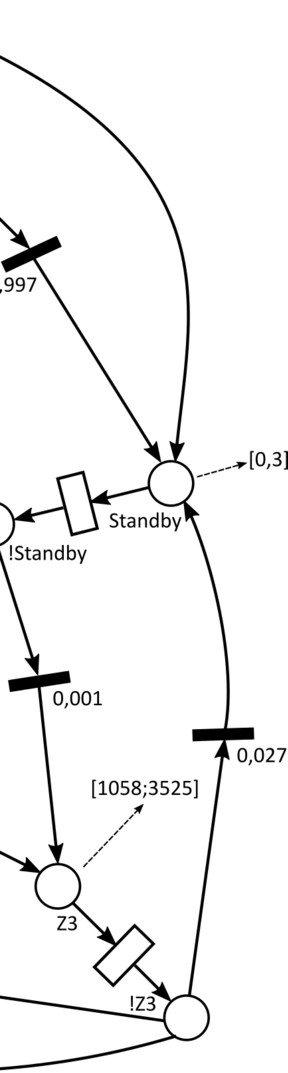 ,997
[0,3]
Standby
!Standby
0,001
0,027
[1058;3525]
Z3
!Z3